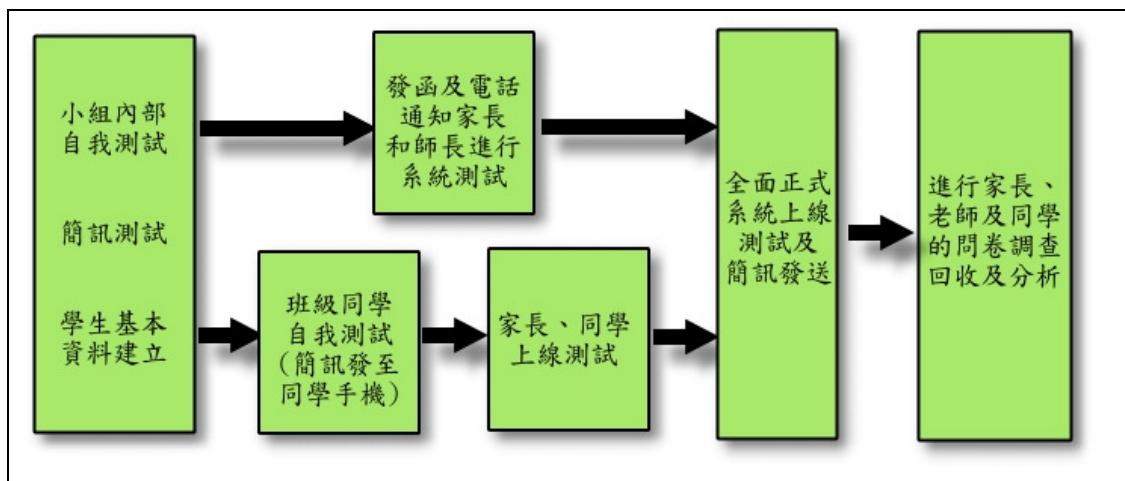 小組內部
自我測試
簡訊測試
學生基本
資料建立
發函及電話
通知家長
和師長進行
系統測試
班級同學
自我測試
(簡訊發至
同學手機)
家長、同學
上線測試
全面正式
系統上線
測試及
簡訊發送
進行家長、
老師及同學
的問卷調查
回收及分析